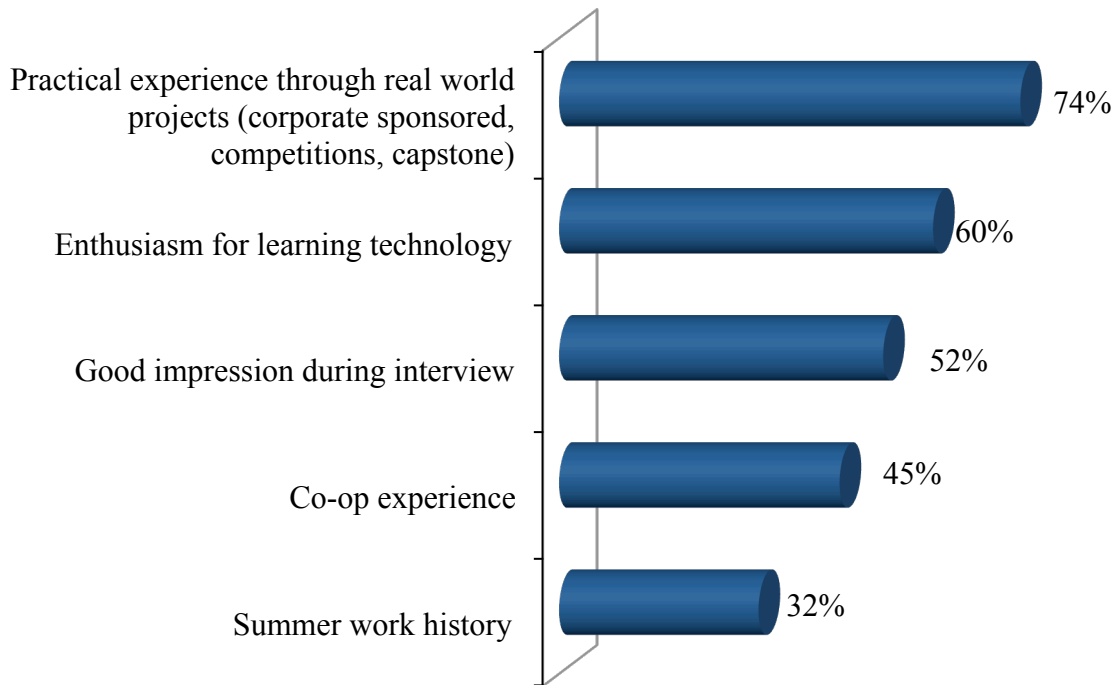 Practical experience through real world
projects (corporate sponsored,
competitions, capstone)
74%
Enthusiasm for learning technology
60%
Good impression during interview
52%
Co-op experience
45%
Summer work history
32%